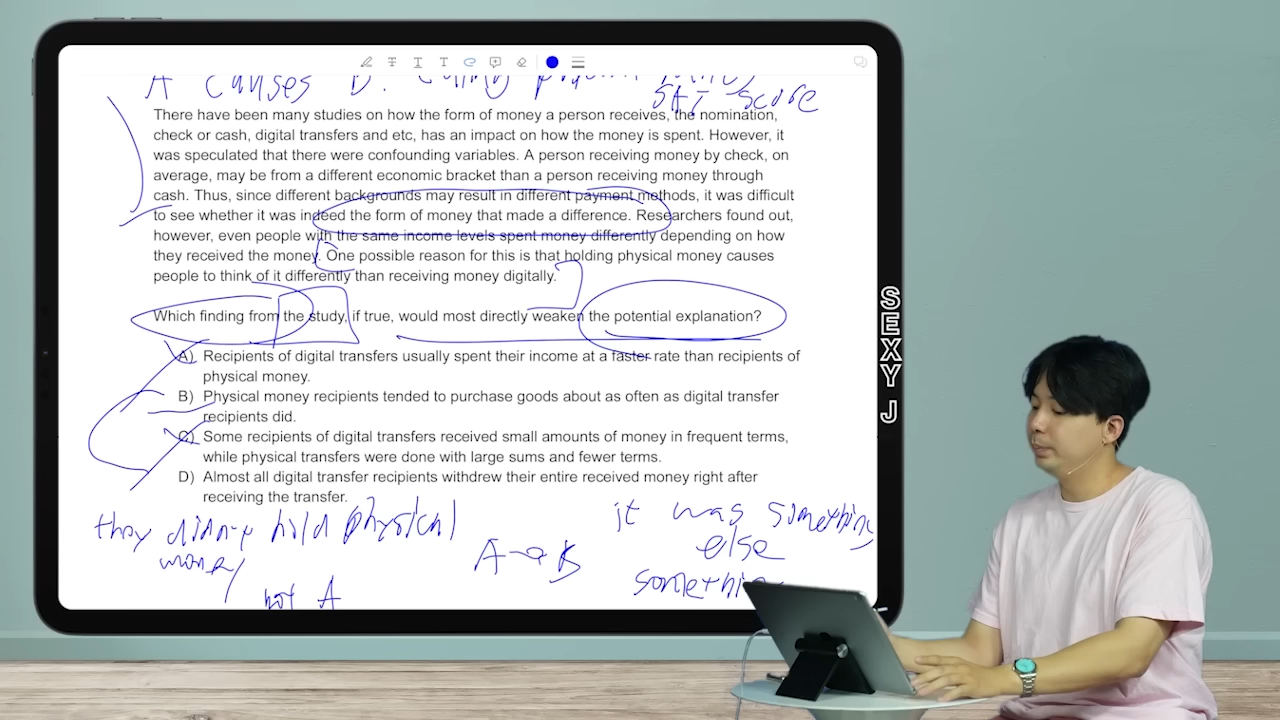 A causes B.
SAT score
There have been many studies on how the form of money a person receives, the nomination,
check or cash, digital transfers and etc, has an impact on how the money is spent. However, it
was speculated that there were confounding variables. A person receiving money by check, on
average, may be from a different economic bracket than a person receiving money through
cash. Thus, since different backgrounds may result in different payment methods, it was difficult
to see whether it was indeed the form of money that made a difference. Researchers found out,
however, even people with the same income levels spent money differently depending on how
they received the money. One possible reason for this is that holding physical money causes
people to think of it differently than receiving money digitally.
Which finding from the study, if true, would most directly weaken the potential explanation?
A) Recipients of digital transfers usually spent their income at a faster rate than recipients of
physical money.
B) Physical money recipients tended to purchase goods about as often as digital transfer
recipients did.
C) Some recipients of digital transfers received small amounts of money in frequent terms,
while physical transfers were done with large sums and fewer terms.
D) Almost all digital transfer recipients withdrew their entire received money right after
receiving the transfer.
they didn't hold physical
money
not A
A → B
it was something
else
SEXY J